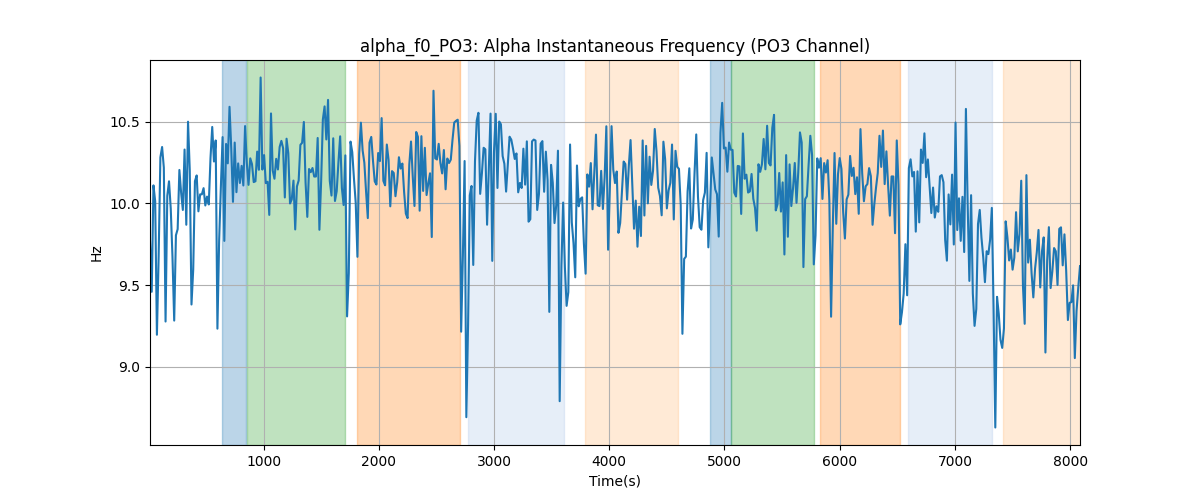 alpha_f0_PO3: Alpha Instantaneous Frequency (PO3 Channel)
10.5
10.0
9.5
9.0
Hz
1000 2000 3000 4000 5000 6000 7000 8000
Time(s)